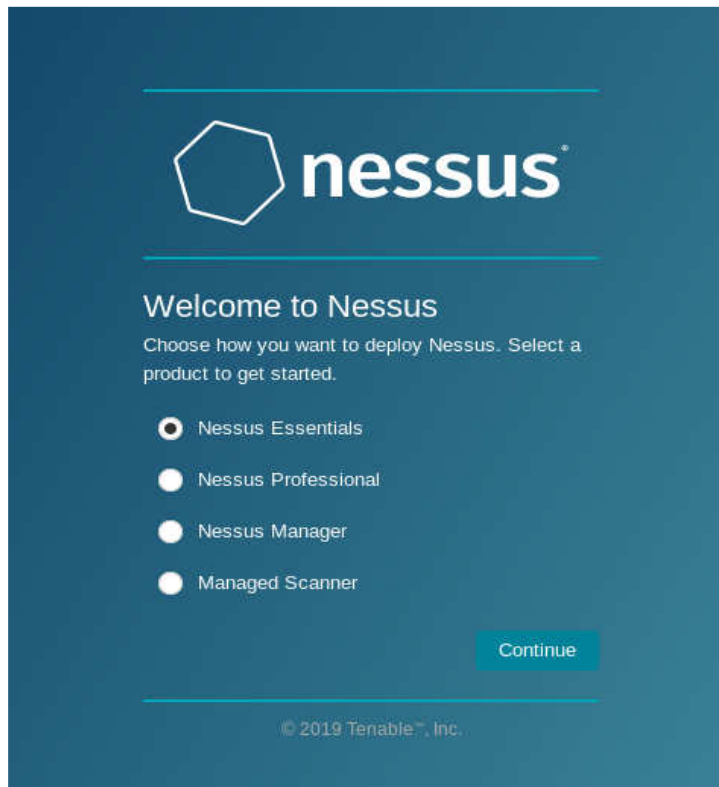 nessus®
Welcome to Nessus
Choose how you want to deploy Nessus. Select a
product to get started.
Nessus Essentials
Nessus Professional
Nessus Manager
Managed Scanner
Continue
© 2019 Tenable™, Inc.